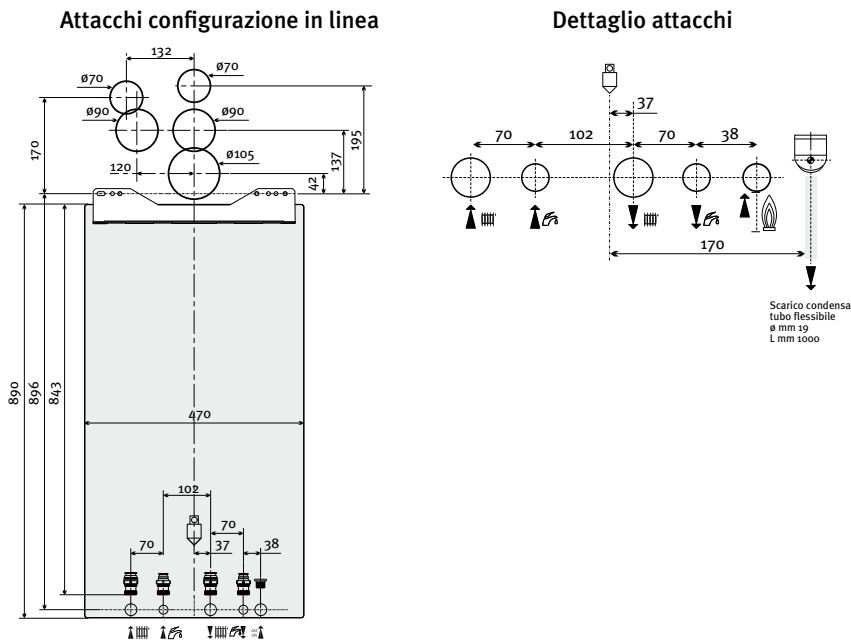 Attacchi configurazione in linea
132
ø70
ø70
ø90
ø90
170
195
137
ø105
120
42
890
896
843
470
102
70
70
37
38
GAS
Dettaglio attacchi
37
70
102
70
38
170
Scarico condensa
tubo flessibile
ø mm 19
L mm 1000